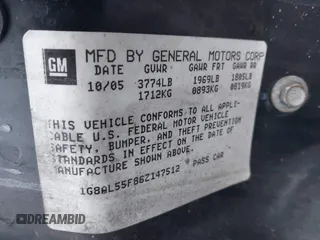 GM
MFD BY GENERAL MOTORS CORP
DATE GVWR GAWR FRT GAWR RR
10/05 3774LB 1969LB 1805LB
1712KG 0893KG 0819KG
THIS VEHICLE CONFORMS TO ALL APPLI-
CABLE U.S. FEDERAL MOTOR VEHICLE
SAFETY, BUMPER, AND THEFT PREVENTION
STANDARDS IN EFFECT ON THE DATE OF
MANUFACTURE SHOWN ABOVE.
1G8AL55F86Z147512 PASS CAR